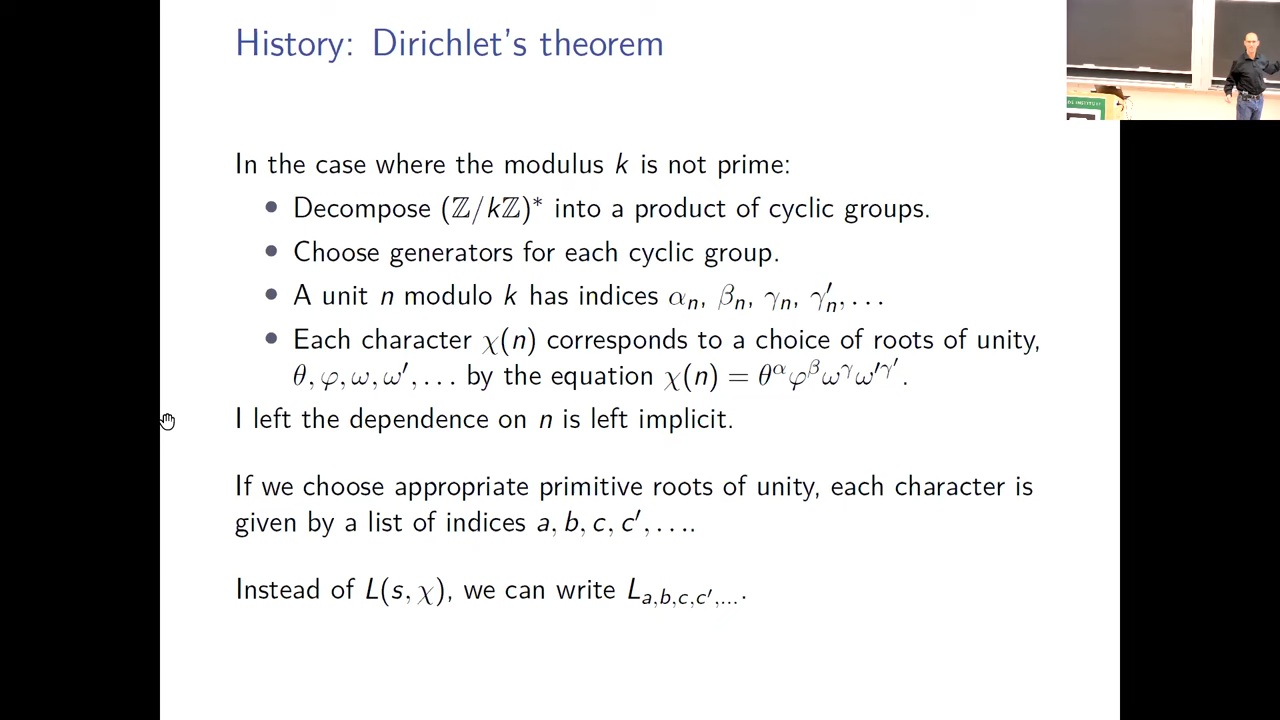 History: Dirichlet's theorem
In the case where the modulus k is not prime:
• Decompose (ℤ/kℤ)* into a product of cyclic groups.
• Choose generators for each cyclic group.
• A unit n modulo k has indices αₙ, βₙ, γₙ, γ′ₙ, . . .
• Each character χ(n) corresponds to a choice of roots of unity,
θ, φ, ω, ω′, . . . by the equation χ(n) = θ^α φ^β ω^γ ω′^γ′.
I left the dependence on n is left implicit.
If we choose appropriate primitive roots of unity, each character is
given by a list of indices a, b, c, c′, . . ..
Instead of L(s, χ), we can write L_{a,b,c,c′,...}.